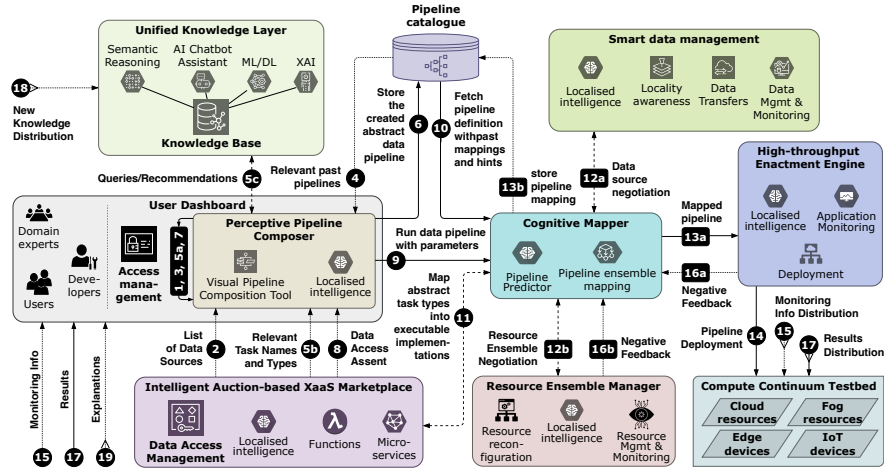 Unified Knowledge Layer
Semantic
Reasoning
AI Chatbot
Assistant
ML/DL
XAI
Knowledge Base
18
New
Knowledge
Distribution
Pipeline
catalogue
Smart data management
Localised
intelligence
Locality
awareness
Data
Transfers
Data
Mgmt &
Monitoring
Store
the
created
abstract
data
pipeline
6
10
Fetch
pipeline
definition
withpast
mappings
and hints
Queries/Recommendations
5c
Relevant past
pipelines
4
13b
store
pipeline
mapping
12a
Data
source
negotiation
High-throughput
Enactment Engine
Localised
intelligence
Application
Monitoring
Deployment
User Dashboard
Domain
experts
Users
Deve-
lopers
Access
mana-
gement
1, 3, 5a, 7
Perceptive Pipeline
Composer
Visual Pipeline
Composition Tool
Localised
intelligence
Run data pipeline
with parameters
9
Cognitive Mapper
Pipeline
Predictor
Pipeline ensemble
mapping
Mapped
pipeline
13a
16a
Negative
Feedback
Map
abstract
task types
into
executable
implemen-
tations
11
List
of Data
Sources
2
Relevant
Task Names
and Types
5b
8
Data
Access
Assent
Resource
Ensemble
Negotiation
12b
16b
Negative
Feedback
Pipeline
Deployment
14
Monitoring
Info Distribution
15
17
Results
Distribution
Monitoring Info
15
Results
17
Explanations
19
Intelligent Auction-based XaaS Marketplace
Data Access
Management
Localised
intelligence
λ
Functions
Micro-
services
Resource Ensemble Manager
Resource
recon-
figuration
Localised
intelligence
Resource
Mgmt &
Monitoring
Compute Continuum Testbed
Cloud
resources
Fog
resources
Edge
devices
IoT
devices